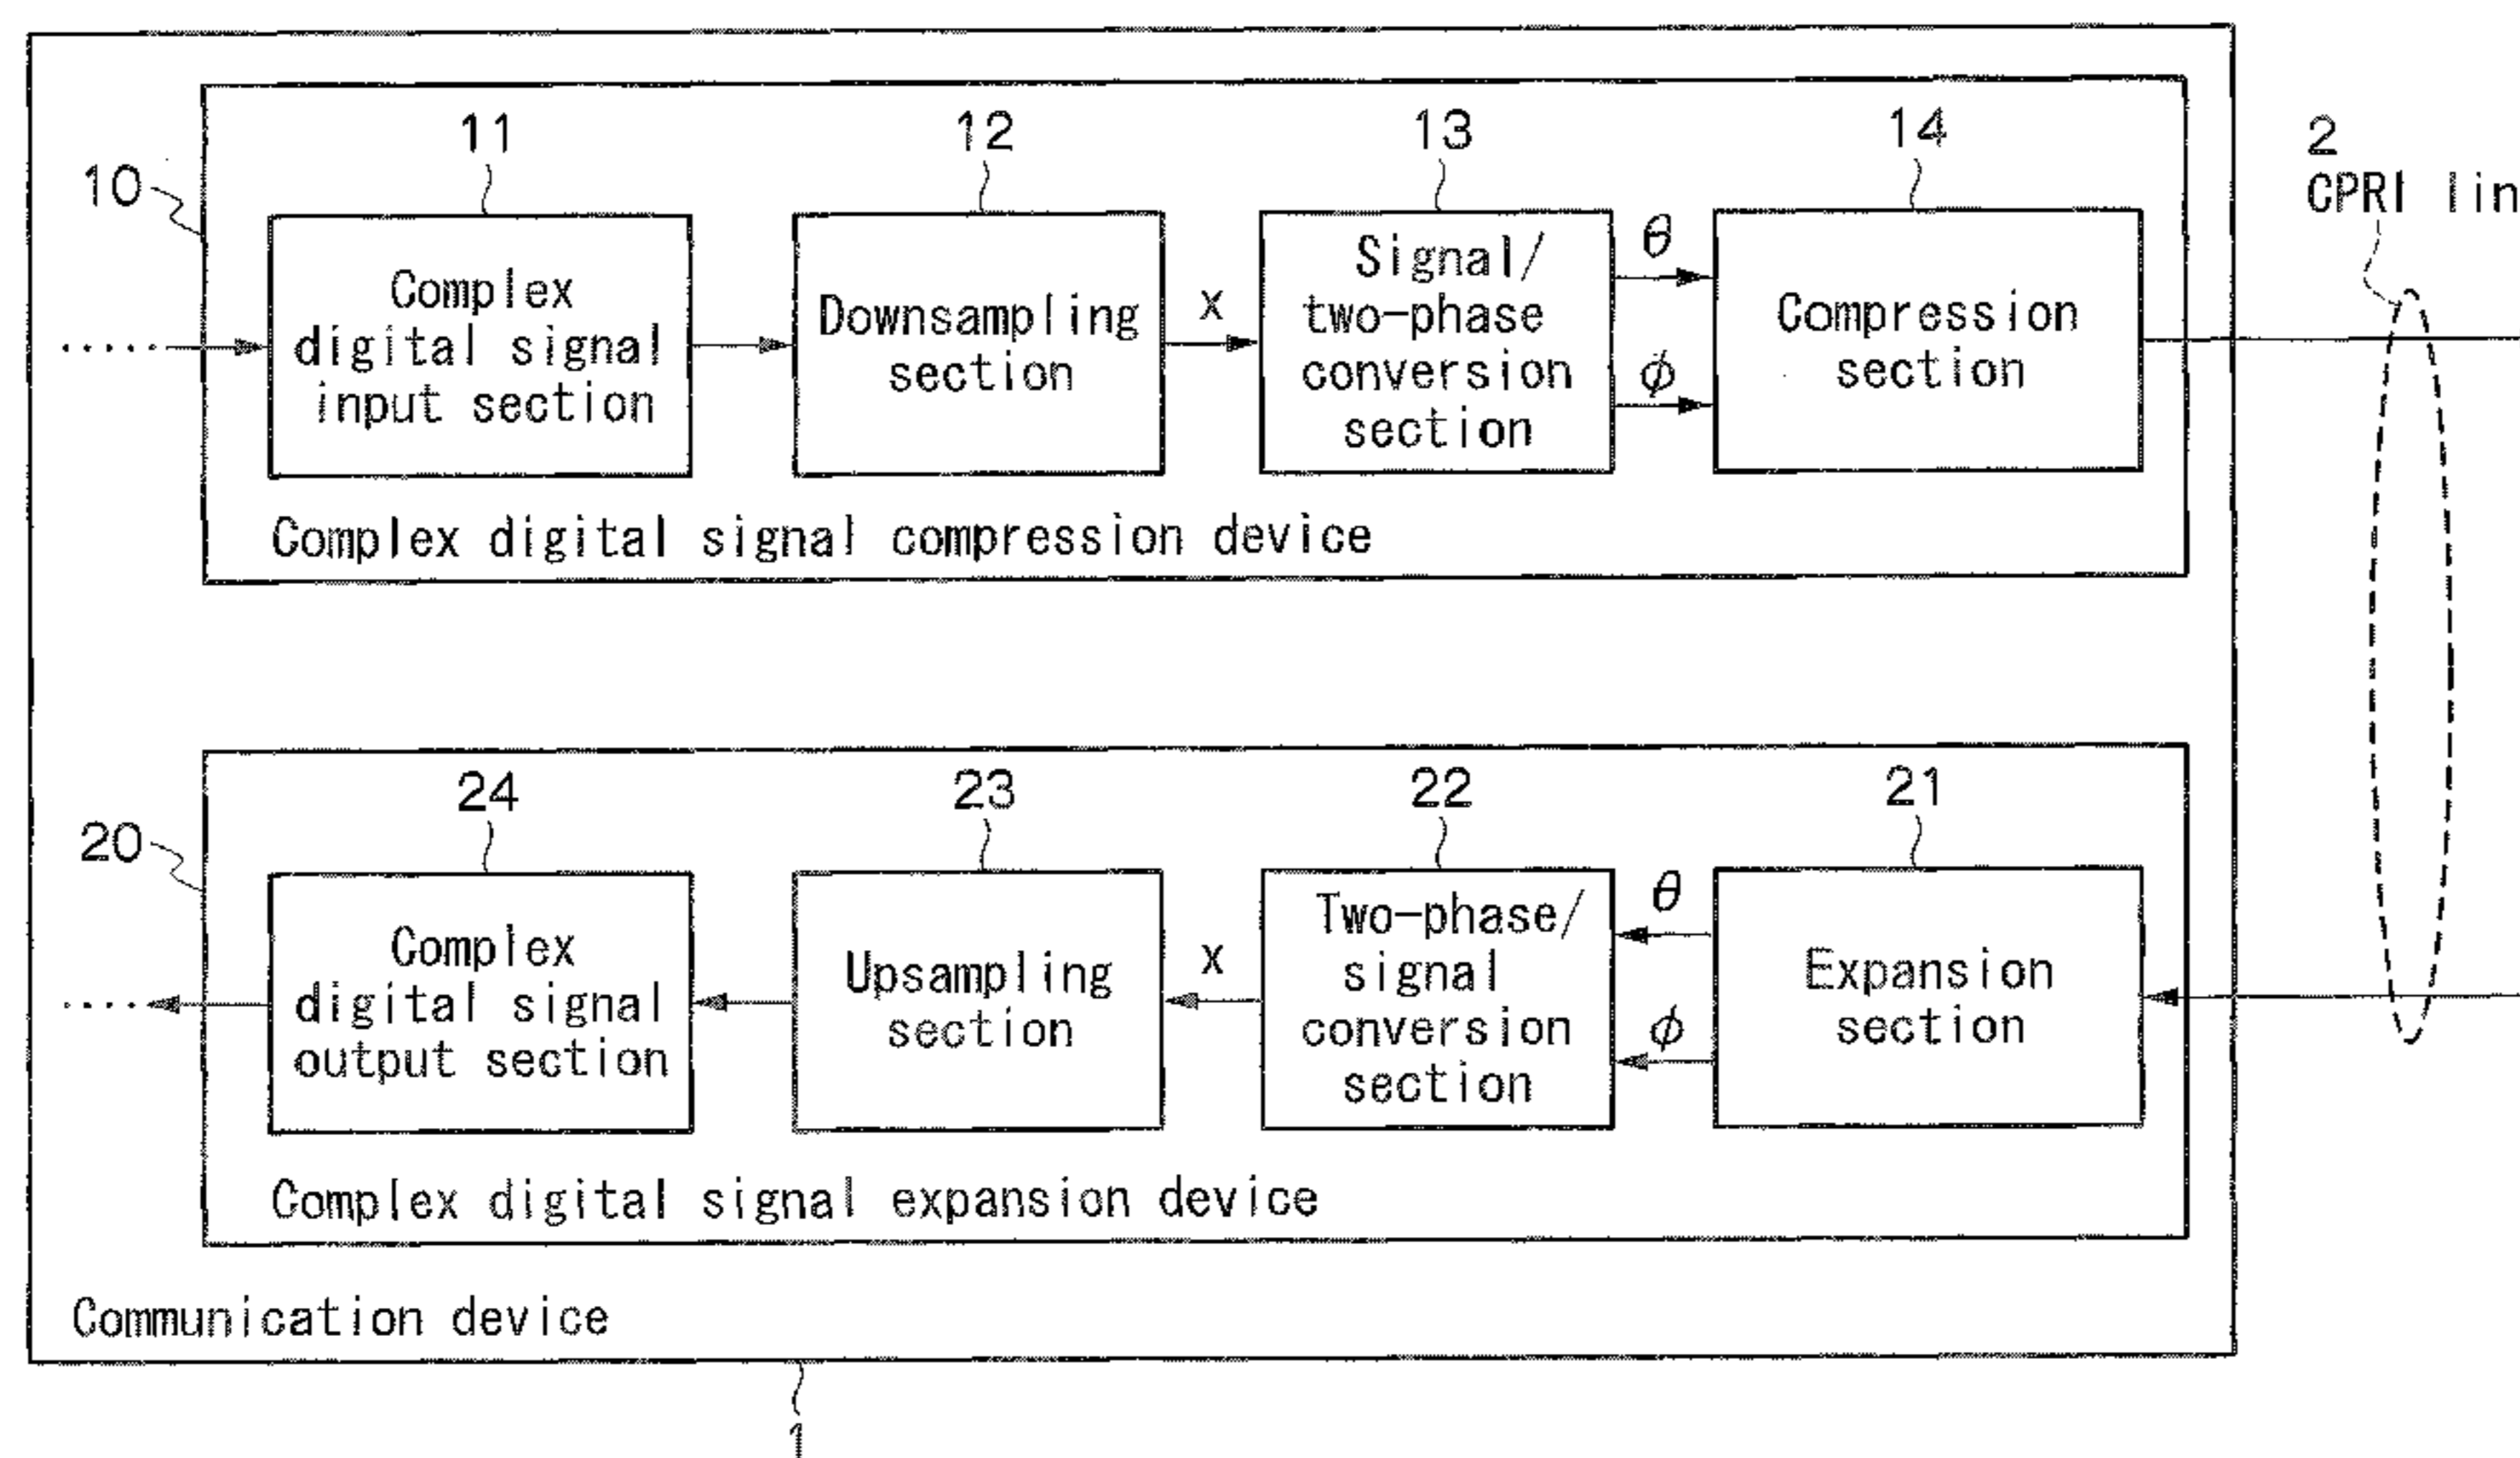 11
12
13
14
2
CPRI lin
10
Complex
digital signal
input section
Downsampling
section
x
Signal/
two-phase
conversion
section
θ
ϕ
Compression
section
Complex digital signal compression device
24
23
22
21
20
Complex
digital signal
output section
Upsampling
section
x
Two-phase/
signal
conversion
section
θ
ϕ
Expansion
section
Complex digital signal expansion device
Communication device
1